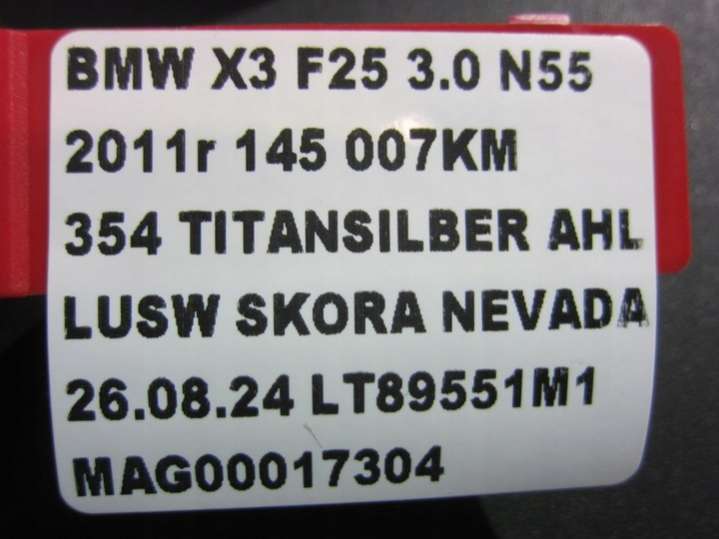 BMW X3 F25 3.0 N55
2011r 145 007KM
354 TITANSILBER AHL
LUSW SKORA NEVADA
26.08.24 LT89551M1
MAG00017304